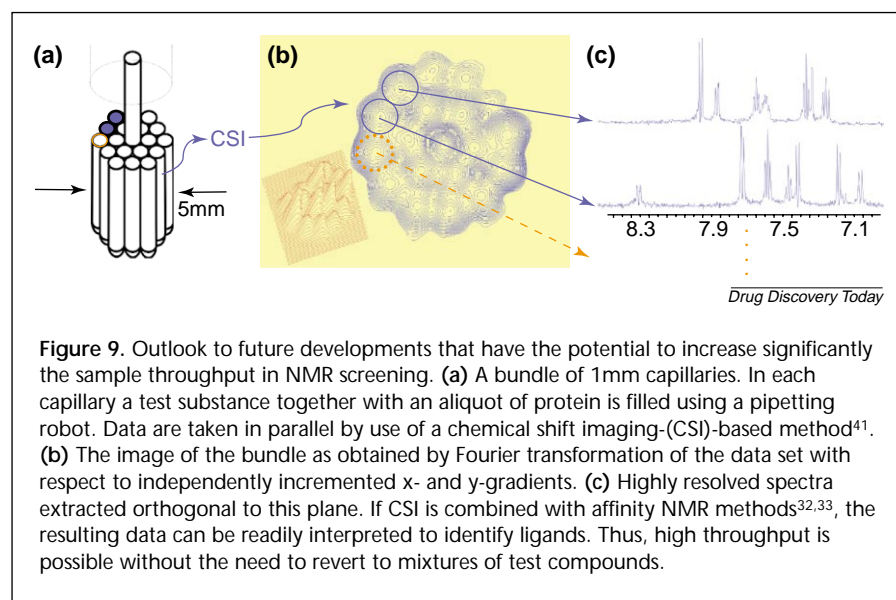 (a)
(b)
(c)
CSI
5mm
8.3 7.9 7.5 7.1
Drug Discovery Today
Figure 9. Outlook to future developments that have the potential to increase significantly
the sample throughput in NMR screening. (a) A bundle of 1mm capillaries. In each
capillary a test substance together with an aliquot of protein is filled using a pipetting
robot. Data are taken in parallel by use of a chemical shift imaging-(CSI)-based method41.
(b) The image of the bundle as obtained by Fourier transformation of the data set with
respect to independently incremented x- and y-gradients. (c) Highly resolved spectra
extracted orthogonal to this plane. If CSI is combined with affinity NMR methods32,33, the
resulting data can be readily interpreted to identify ligands. Thus, high throughput is
possible without the need to revert to mixtures of test compounds.